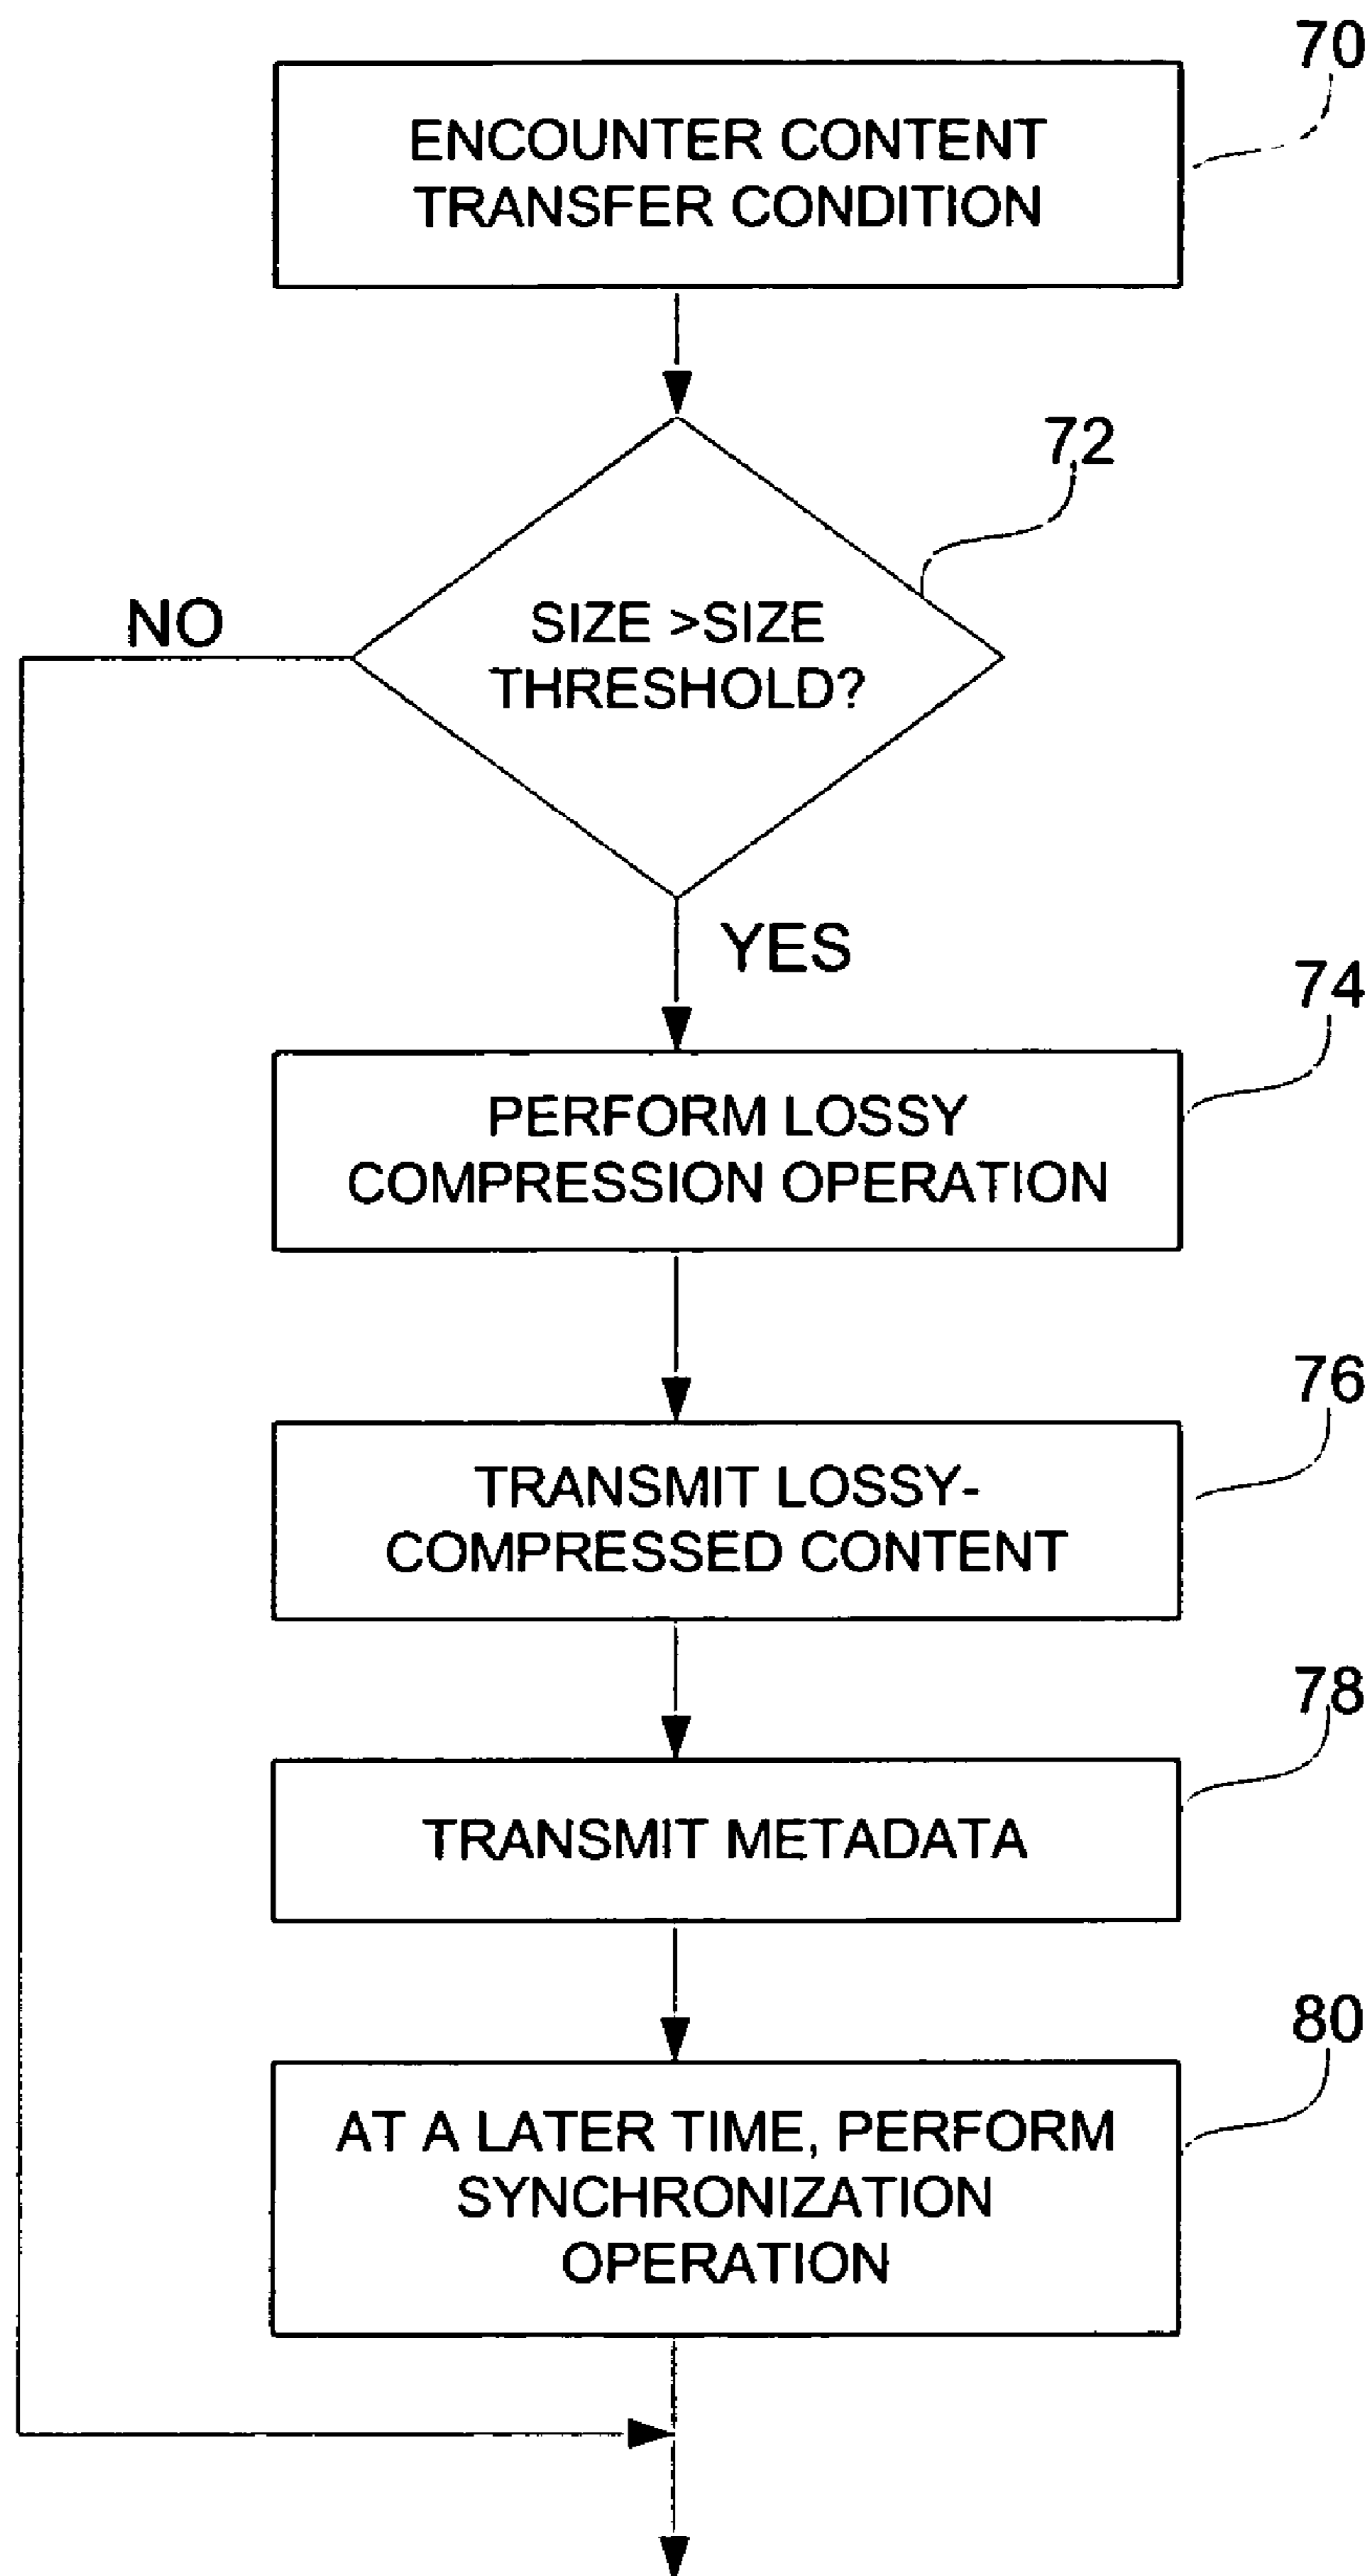 70
ENCOUNTER CONTENT
TRANSFER CONDITION
72
NO
SIZE >SIZE
THRESHOLD?
YES
74
PERFORM LOSSY
COMPRESSION OPERATION
76
TRANSMIT LOSSY-
COMPRESSED CONTENT
78
TRANSMIT METADATA
80
AT A LATER TIME, PERFORM
SYNCHRONIZATION
OPERATION